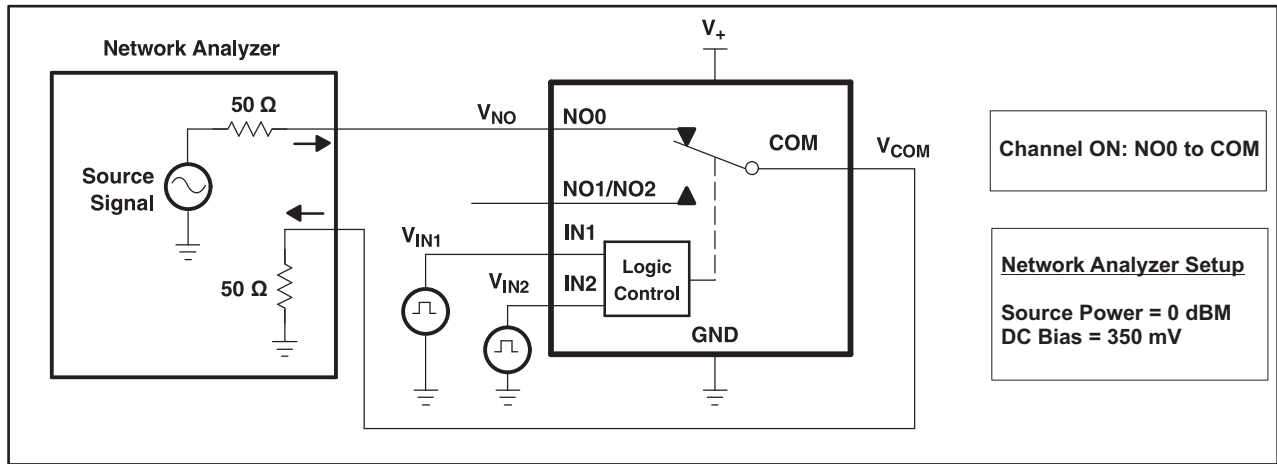 V+
Network Analyzer
50 Ω
VNO
NO0
COM
VCOM
Channel ON: NO0 to COM
Source
Signal
NO1/NO2
VIN1
IN1
Logic
Control
50 Ω
VIN2
IN2
GND
Network Analyzer Setup
Source Power = 0 dBM
DC Bias = 350 mV